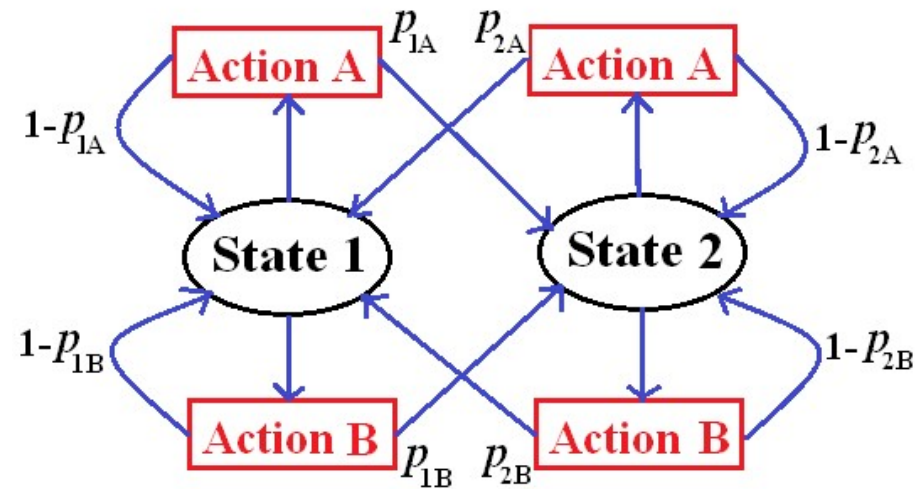 p1A p2A
Action A Action A
1-p1A 1-p2A
State 1 State 2
1-p1B 1-p2B
Action B Action B
p1B p2B